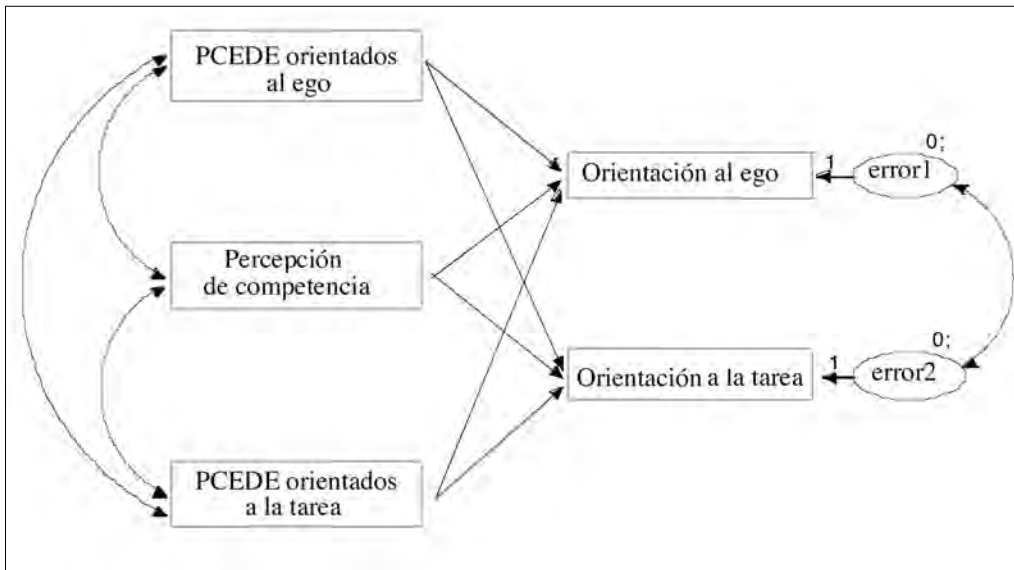 PCEDE orientados
al ego
Percepción
de competencia
PCEDE orientados
a la tarea
Orientación al ego
1
0;
error1
Orientación a la tarea
1
0;
error2